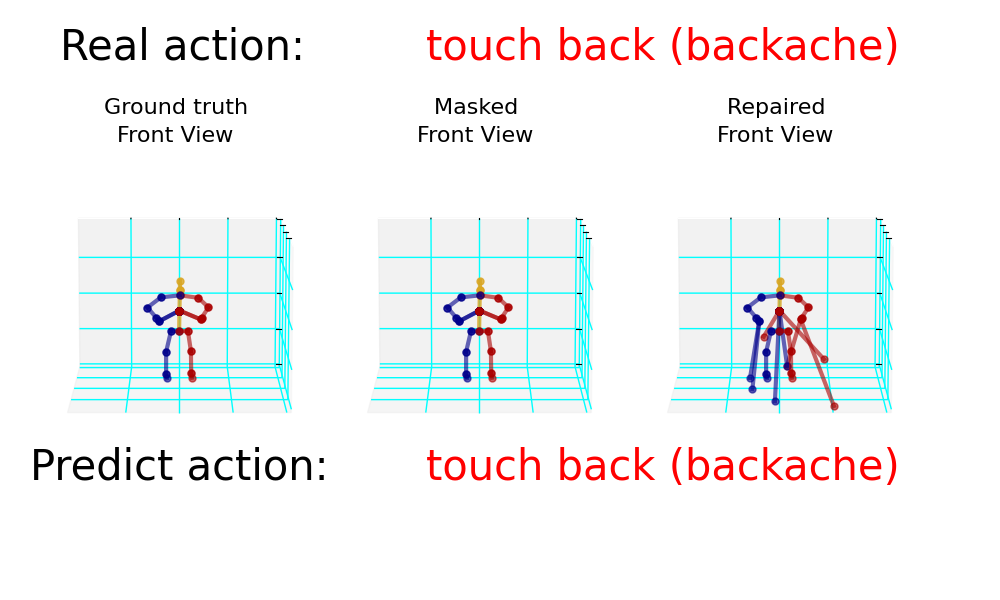 Real action: touch back (backache)
Ground truth Masked Repaired
Front View Front View Front View
Predict action: touch back (backache)